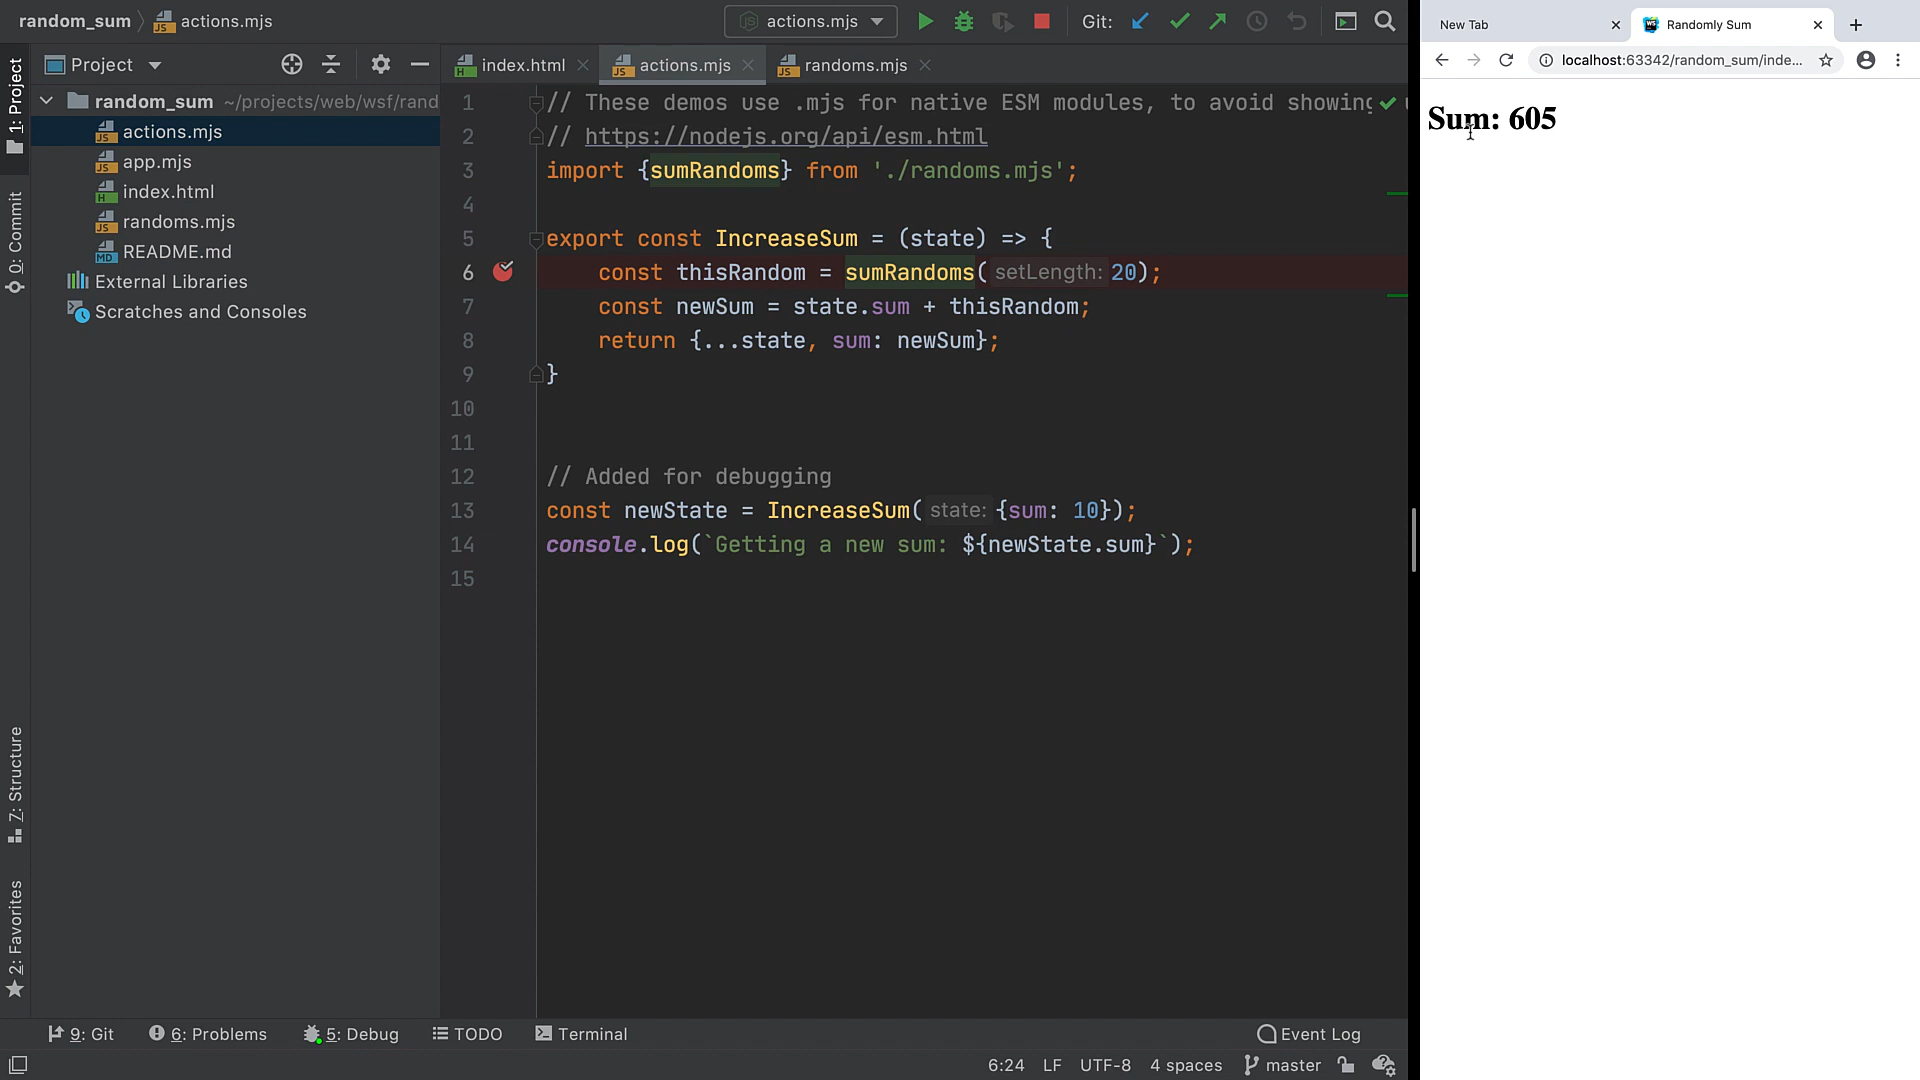 random_sum
actions.mjs
actions.mjs
Git:
Project
index.html
actions.mjs
randoms.mjs
1: Project
0: Commit
7: Structure
2: Favorites
random_sum ~/projects/web/wsf/rand
actions.mjs
app.mjs
index.html
randoms.mjs
README.md
External Libraries
Scratches and Consoles
1 // These demos use .mjs for native ESM modules, to avoid showing
2 // https://nodejs.org/api/esm.html
3 import {sumRandoms} from './randoms.mjs';
4
5 export const IncreaseSum = (state) => {
6 const thisRandom = sumRandoms( setLength: 20);
7 const newSum = state.sum + thisRandom;
8 return {...state, sum: newSum};
9 }
10
11
12 // Added for debugging
13 const newState = IncreaseSum( state: {sum: 10});
14 console.log(`Getting a new sum: ${newState.sum}`);
15
9: Git
6: Problems
5: Debug
TODO
Terminal
Event Log
6:24 LF UTF-8 4 spaces master
New Tab
Randomly Sum
localhost:63342/random_sum/inde...
Sum: 605